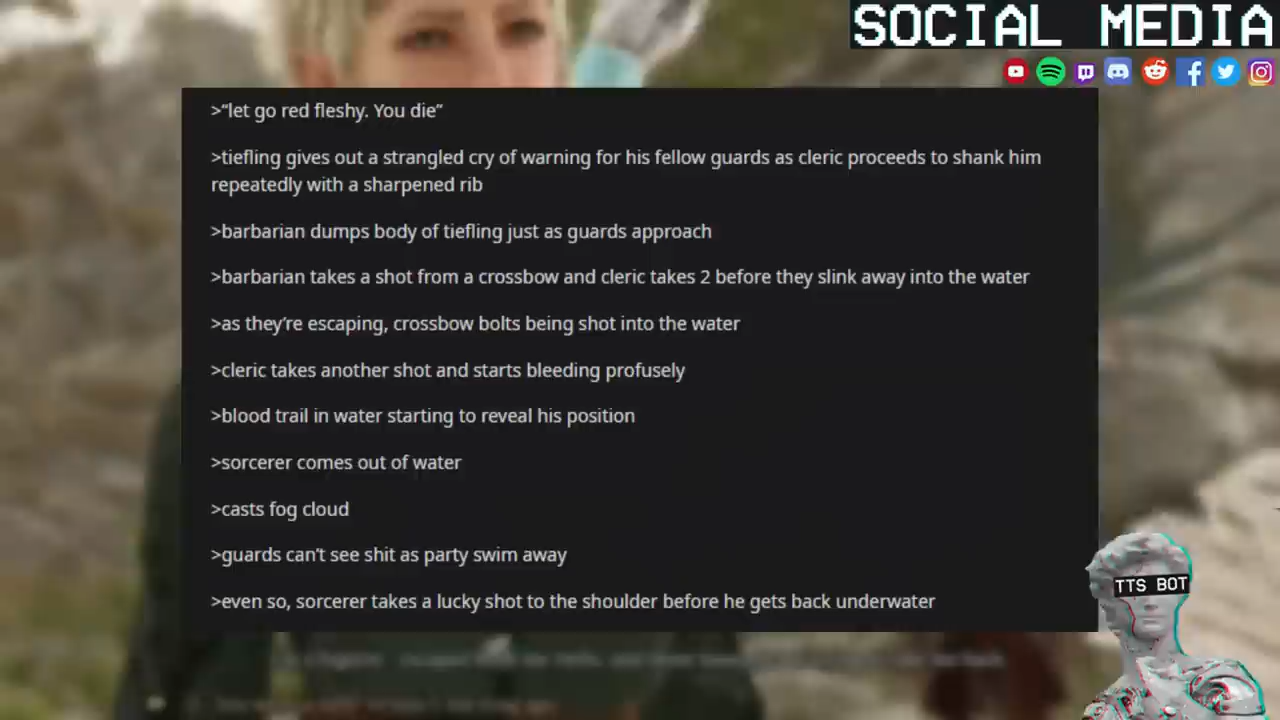 SOCIAL MEDIA
>“let go red fleshy. You die”
>tiefling gives out a strangled cry of warning for his fellow guards as cleric proceeds to shank him
repeatedly with a sharpened rib
>barbarian dumps body of tiefling just as guards approach
>barbarian takes a shot from a crossbow and cleric takes 2 before they slink away into the water
>as they’re escaping, crossbow bolts being shot into the water
>cleric takes another shot and starts bleeding profusely
>blood trail in water starting to reveal his position
>sorcerer comes out of water
>casts fog cloud
>guards can’t see shit as party swim away
>even so, sorcerer takes a lucky shot to the shoulder before he gets back underwater
TTS BOT